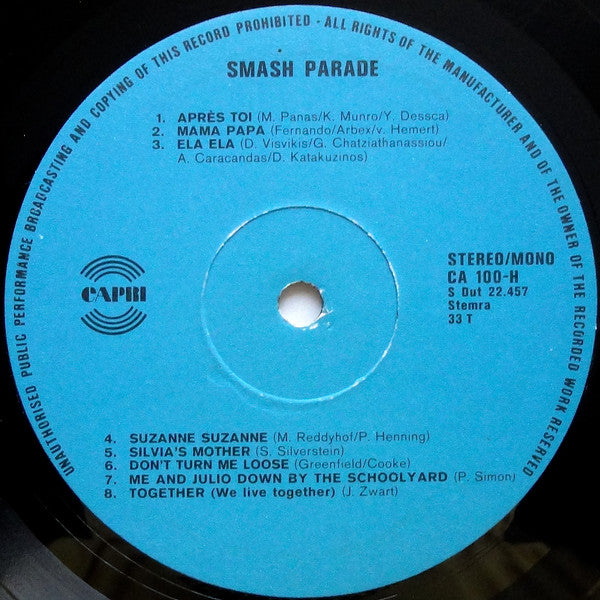 UNAUTHORISED PUBLIC PERFORMANCE BROADCASTING AND COPYING OF THIS RECORD PROHIBITED - ALL RIGHTS OF THE MANUFACTURER AND OF THE OWNER OF THE RECORDED WORK RESERVED
SMASH PARADE
1. APRÈS TOI (M. Panas/K. Munro/Y. Dessca)
2. MAMA PAPA (Fernando/Arbex/v. Hemert)
3. ELA ELA (D. Visvikis/G. Chatziathanassiou/
A. Caracandas/D. Katakuzinos)
CAPRI
STEREO/MONO
CA 100-H
S Dut 22.457
Stemra
33 T
4. SUZANNE SUZANNE (M. Reddyhof/P. Henning)
5. SILVIA'S MOTHER (S. Silverstein)
6. DON'T TURN ME LOOSE (Greenfield/Cooke)
7. ME AND JULIO DOWN BY THE SCHOOLYARD (P. Simon)
8. TOGETHER (We live together) (J. Zwart)